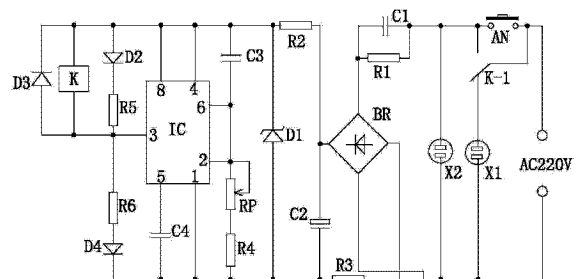 C1
AN
R2
D2
C3
R1
K-1
D3
K
8
4
BR
R5
6
IC
D1
3
AC220V
2
X2
X1
5
1
R6
RP
C2
C4
D4
R4
R3